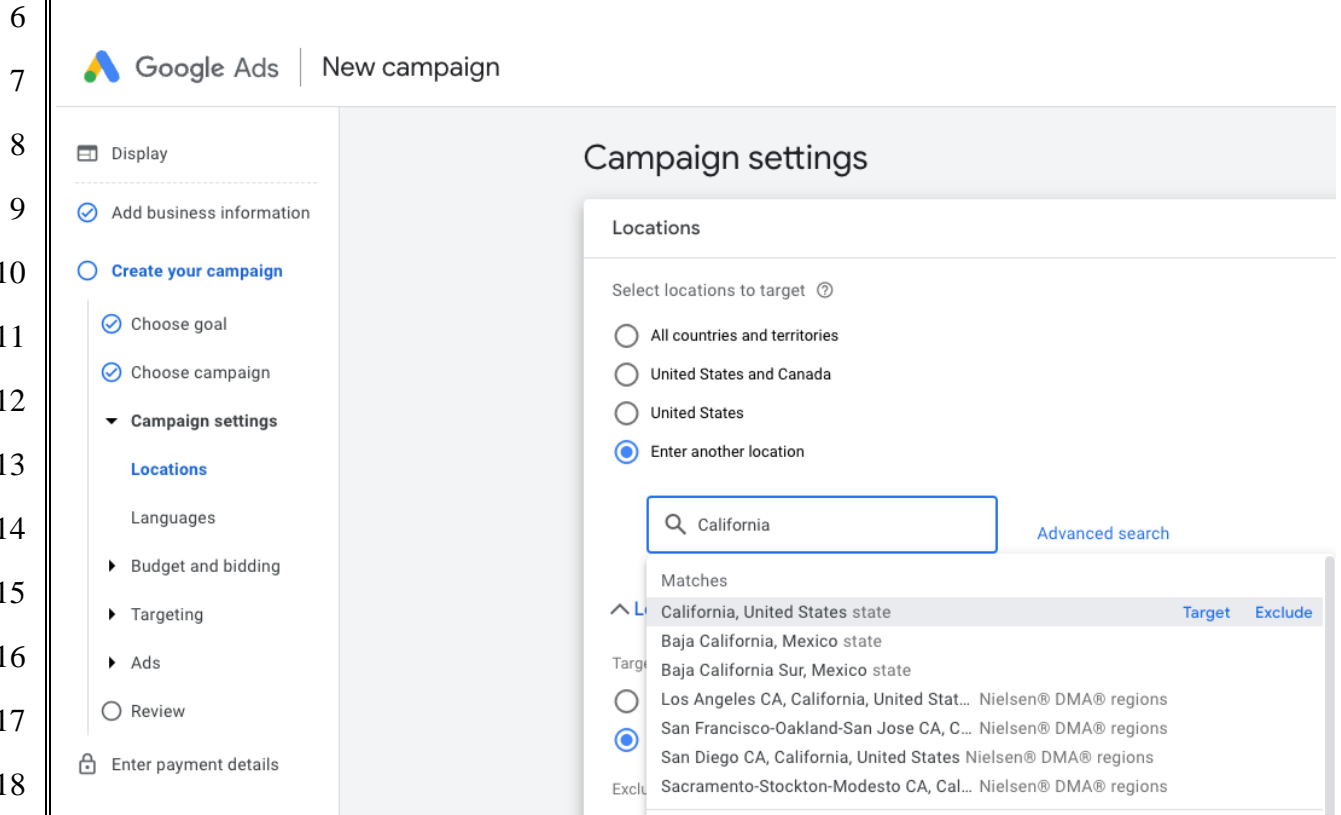 6
7
8
9
10
11
12
13
14
15
16
17
18
Google Ads
New campaign
Display
Add business information
Create your campaign
Choose goal
Choose campaign
Campaign settings
Locations
Languages
Budget and bidding
Targeting
Ads
Review
Enter payment details
Campaign settings
Locations
Select locations to target
All countries and territories
United States and Canada
United States
Enter another location
California
Advanced search
Matches
California, United States state Target Exclude
Baja California, Mexico state
Baja California Sur, Mexico state
Los Angeles CA, California, United Stat... Nielsen® DMA® regions
San Francisco-Oakland-San Jose CA, C... Nielsen® DMA® regions
San Diego CA, California, United States Nielsen® DMA® regions
Sacramento-Stockton-Modesto CA, Cal... Nielsen® DMA® regions